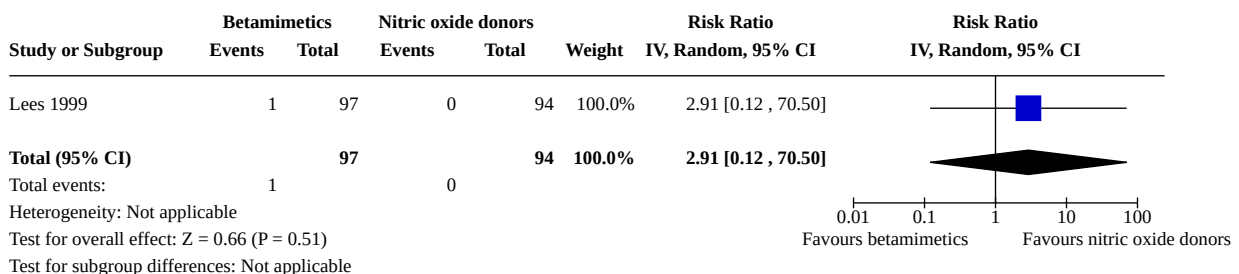 Betamimetics Nitric oxide donors Risk Ratio Risk Ratio
Study or Subgroup Events Total Events Total Weight IV, Random, 95% CI IV, Random, 95% CI
Lees 1999 1 97 0 94 100.0% 2.91 [0.12 , 70.50]
Total (95% CI) 97 94 100.0% 2.91 [0.12 , 70.50]
Total events: 1 0
Heterogeneity: Not applicable
0.01 0.1 1 10 100
Test for overall effect: Z = 0.66 (P = 0.51)
Favours betamimetics Favours nitric oxide donors
Test for subgroup differences: Not applicable